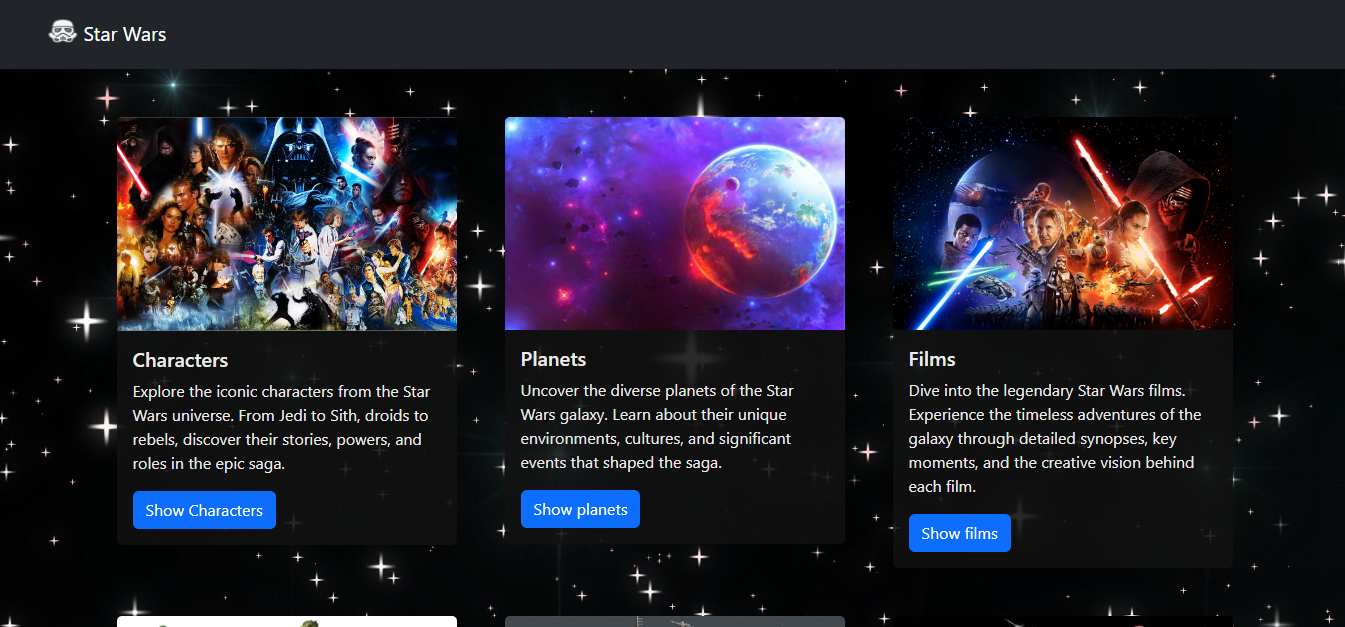 Star Wars
Characters
Explore the iconic characters from the Star
Wars universe. From Jedi to Sith, droids to
rebels, discover their stories, powers, and
roles in the epic saga.
Show Characters
Planets
Uncover the diverse planets of the Star
Wars galaxy. Learn about their unique
environments, cultures, and significant
events that shaped the saga.
Show planets
Films
Dive into the legendary Star Wars films.
Experience the timeless adventures of the
galaxy through detailed synopses, key
moments, and the creative vision behind
each film.
Show films